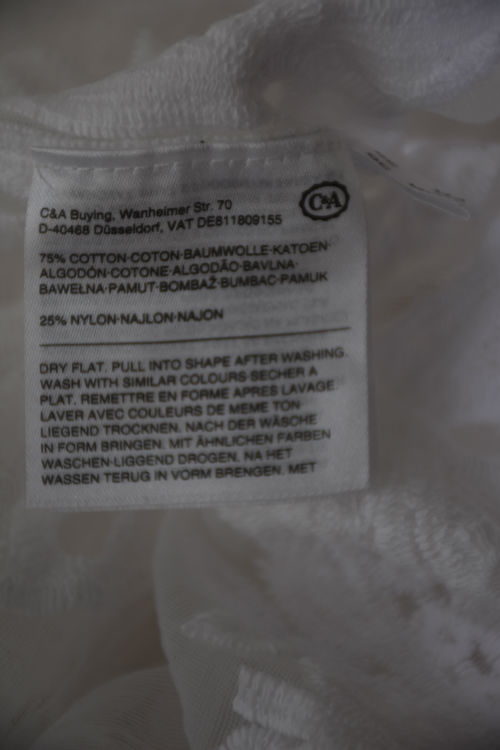 C&A Buying, Wanheimer Str. 70
D-40468 Düsseldorf, VAT DE811809155
C&A
75% COTTON·COTON·BAUMWOLLE·KATOEN·
ALGODÓN·COTONE·ALGODÃO·BAVLNA·
BAWEŁNA·PAMUT·BOMBAŽ·BUMBAC·PAMUK
25% NYLON·NAJLON·NAJON
DRY FLAT. PULL INTO SHAPE AFTER WASHING.
WASH WITH SIMILAR COLOURS·SECHER A
PLAT. REMETTRE EN FORME APRES LAVAGE.
LAVER AVEC COULEURS DE MEME TON·
LIEGEND TROCKNEN. NACH DER WÄSCHE
IN FORM BRINGEN. MIT ÄHNLICHEN FARBEN
WASCHEN·LIGGEND DROGEN. NA HET
WASSEN TERUG IN VORM BRENGEN. MET